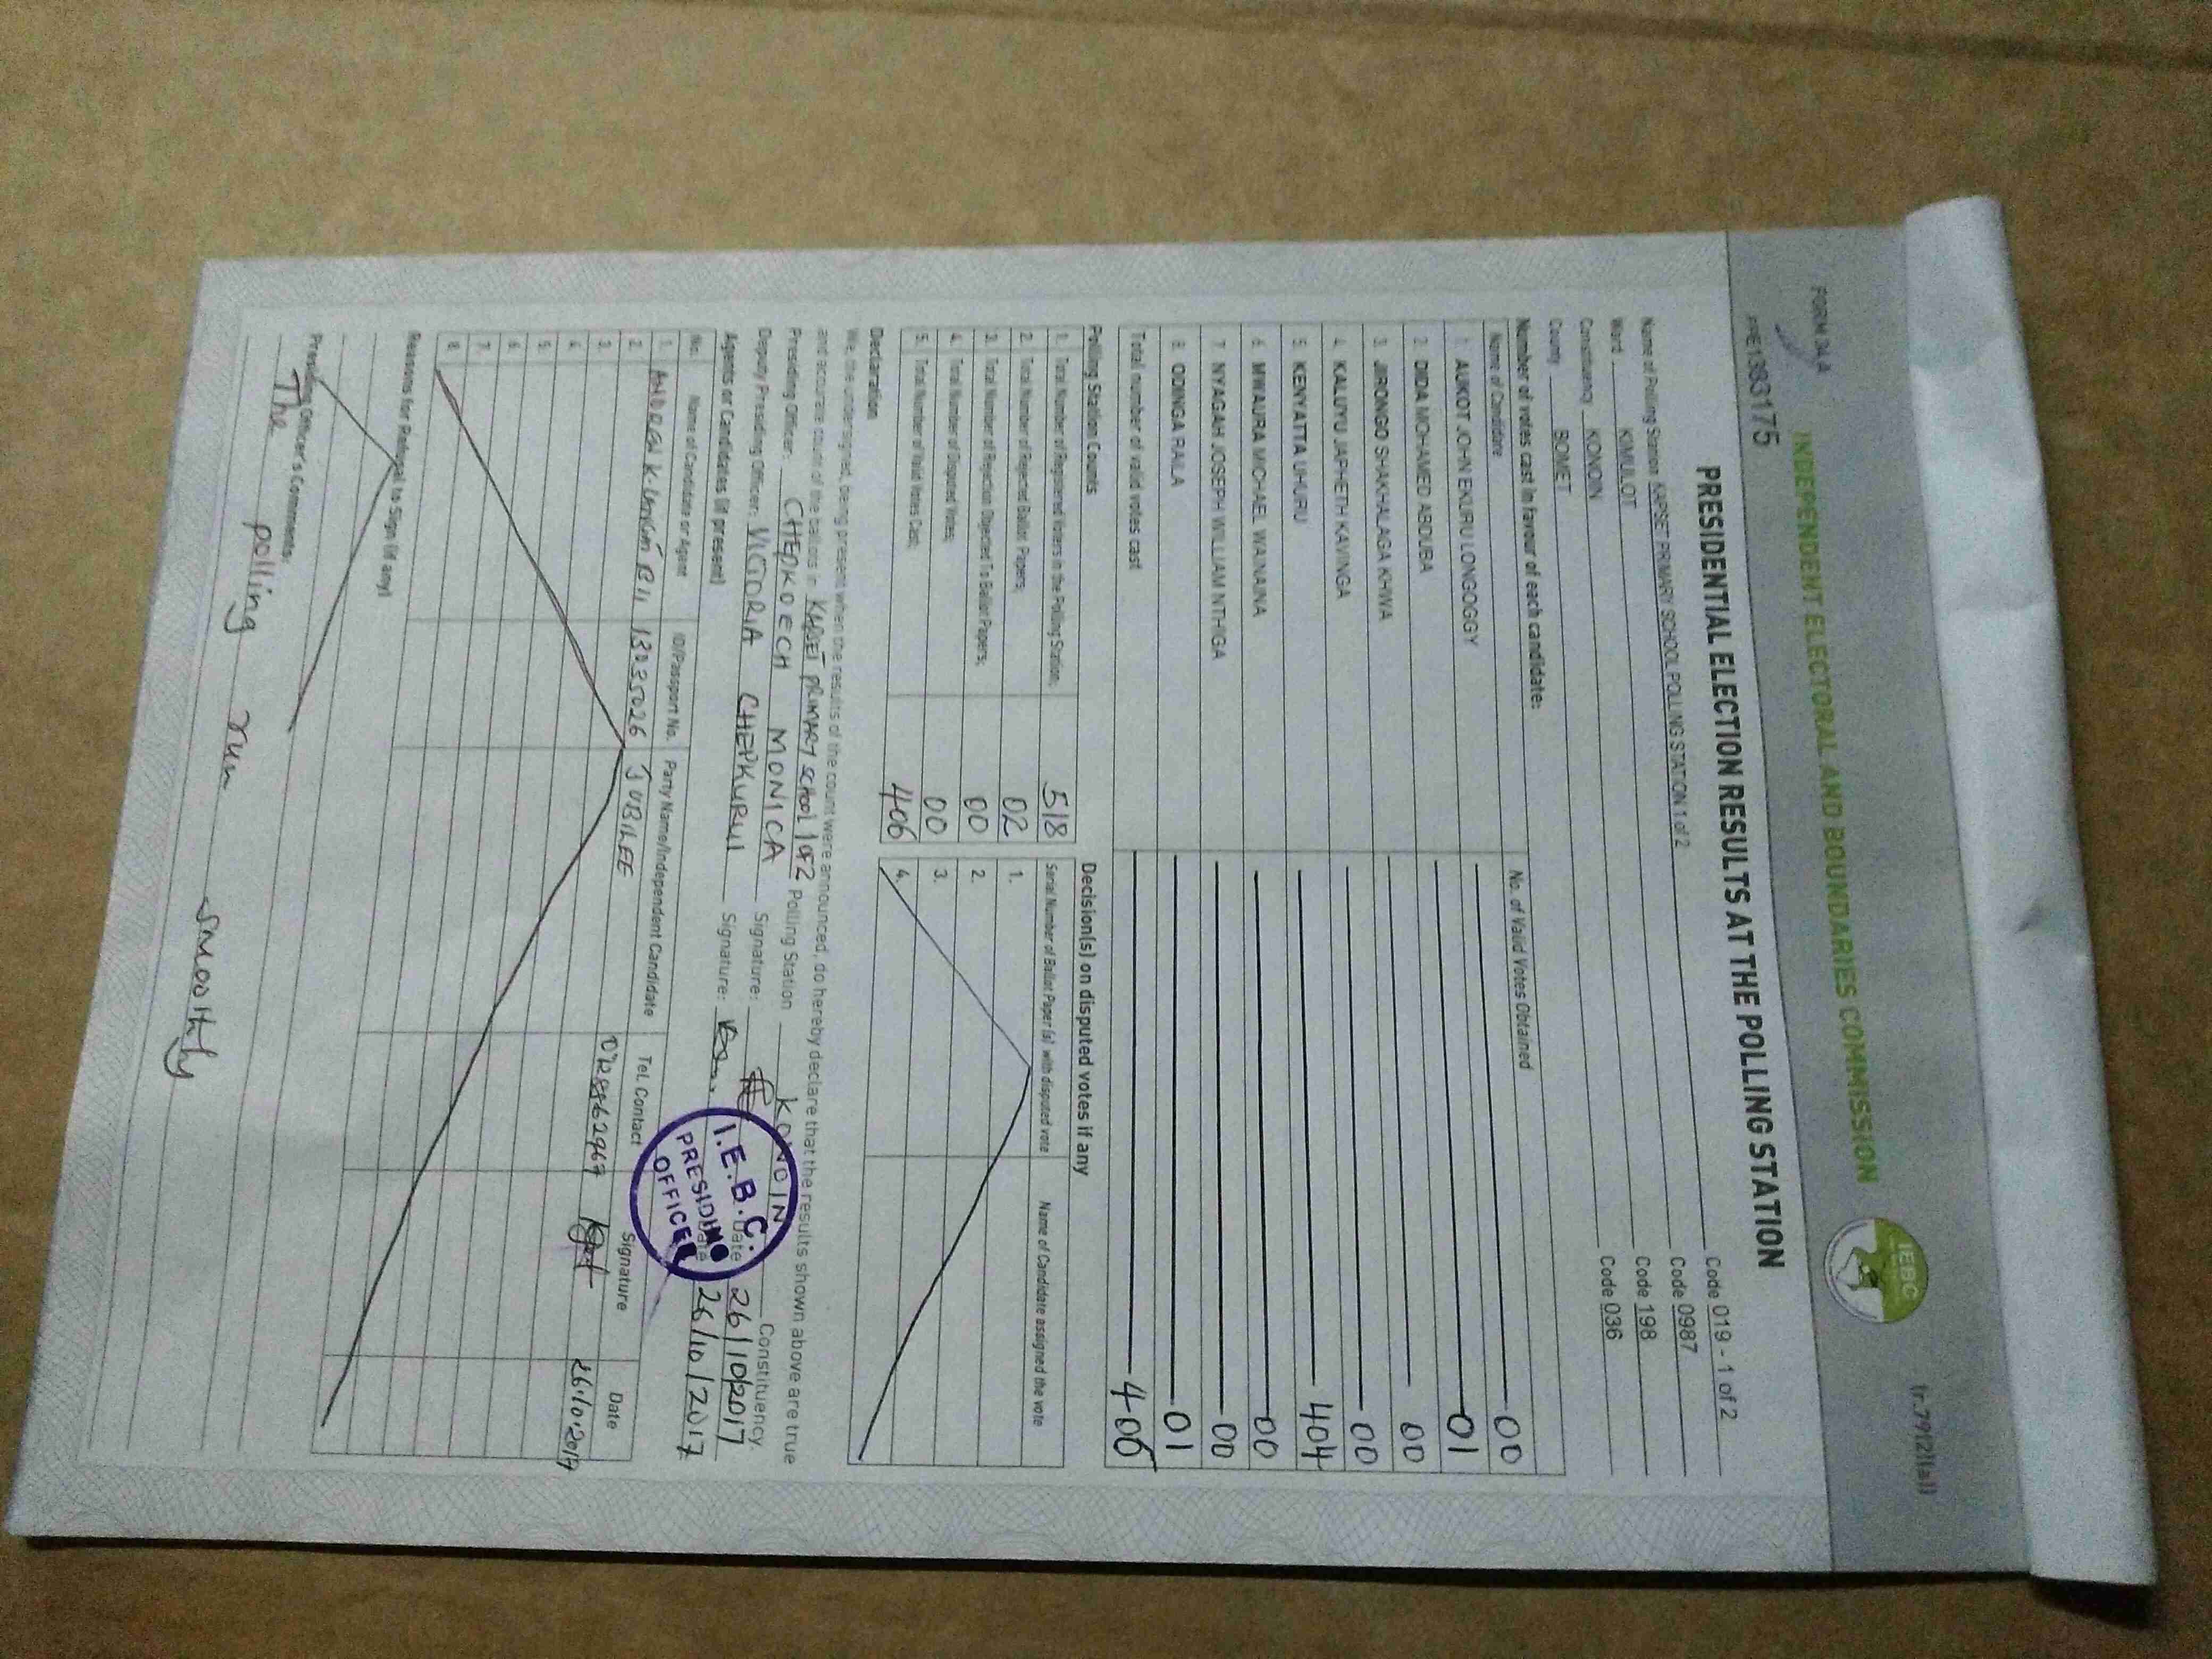 tr.79(2)(a))
FORM 34A
INDEPENDENT ELECTORAL AND BOUNDARIES COMMISSION
IEBC
PRE1383175
PRESIDENTIAL ELECTION RESULTS AT THE POLLING STATION
Name of Polling Station KAPSET PRIMARY SCHOOL POLLING STATION 1 of 2 Code 019 - 1 of 2
Ward KIMULOT Code 0987
Constituency KONOIN Code 198
County BOMET Code 036
Number of votes cast in favour of each candidate:
Name of Candidate No. of Valid Votes Obtained
1. AUKOT JOHN EKURU LONGOGGY 00
2. DIDA MOHAMED ABDUBA 01
3. JIRONGO SHAKHALAGA KHWA 00
4. KALUYU JAPHETH KAVINGA 00
5. KENYATTA UHURU 404
6. MWAURA MICHAEL WAINAINA 00
7. NYAGAH JOSEPH WILLIAM NTHIGA 00
8. ODINGA RAILA 01
Total number of valid votes cast 406
Polling Station Counts
1. Total Number of Registered Voters in the Polling Station: 518
2. Total Number of Rejected Ballot Papers; 02
3. Total Number of Rejection Objected To Ballot Papers; 00
4. Total Number of Disputed Votes; 00
5. Total Number of Valid Votes Cast; 406
Decision(s) on disputed votes if any
Serial Number of Ballot Paper (s) with disputed vote Name of Candidate assigned the vote
1.
2.
3.
4.
Declaration
We, the undersigned, being present when the results of the count were announced, do hereby declare that the results shown above are true
and accurate count of the ballots in KAPSET PRIMARY SCHOOL 1 OF 2 Polling Station KONOIN Constituency.
Presiding Officer: CHEPKOECH MONICA Signature: Date 26/10/2017
Deputy Presiding Officer: VICTORIA CHEPKURUI Signature: Date 26/10/2017
I.E.B.C.
PRESIDING
OFFICER
Agents or Candidates (if present)
No. Name of Candidate or Agent ID/Passport No. Party Name/Independent Candidate Tel. Contact Signature Date
1. ANDREW K. BII 13035026 JUBILEE 0728862967 26.10.2017
2.
3.
4.
5.
6.
7.
8.
Reasons for Refusal to Sign (if any)
Presiding Officer's Comments:
The polling run smoothly